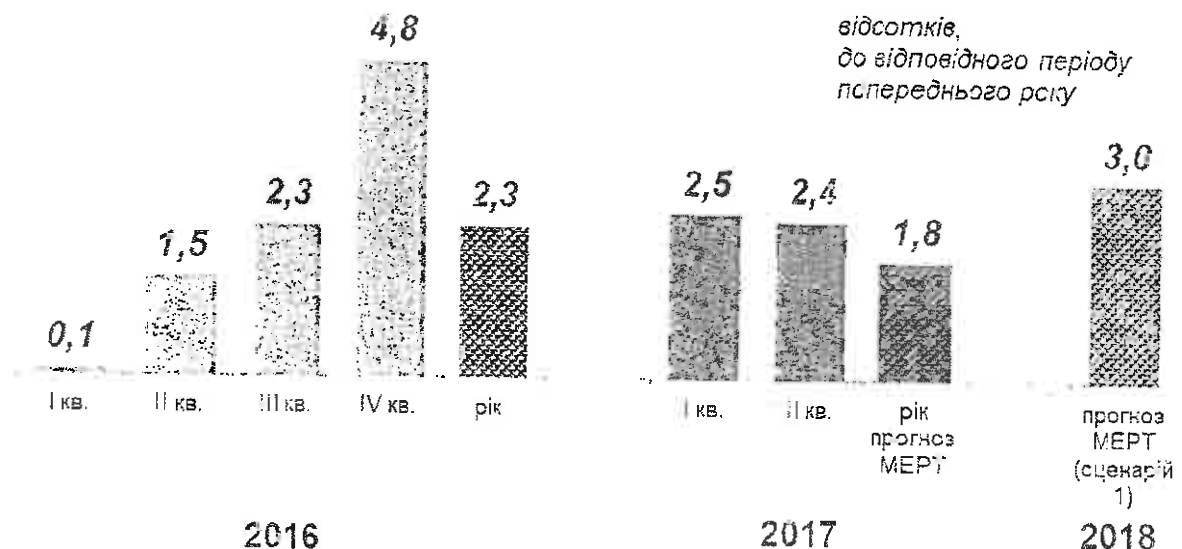 відсотків,
до відповідного періоду
попереднього року
0,1
1,5
2,3
4,8
2,3
2,5
2,4
1,8
3,0
І кв.
ІІ кв.
ІІІ кв.
IV кв.
рік
І кв.
ІІ кв.
рік
прогноз
МЕРТ
прогноз
МЕРТ
(сценарій
1)
2016
2017
2018